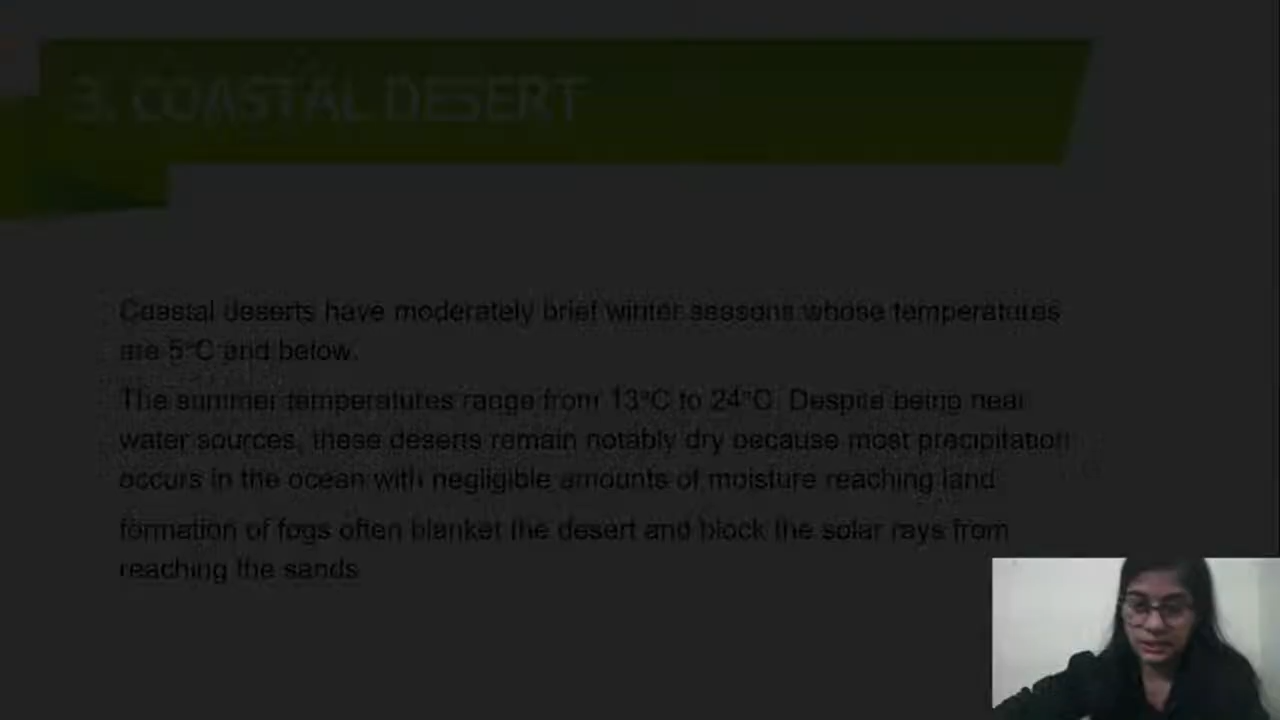 3. COASTAL DESERT
Coastal deserts have moderately brief winter seasons whose temperatures
are 5°C and below.
The summer temperatures range from 13°C to 24°C. Despite being near
water sources, these deserts remain notably dry because most precipitation
occurs in the ocean with negligible amounts of moisture reaching land
formation of fogs often blanket the desert and block the solar rays from
reaching the sands